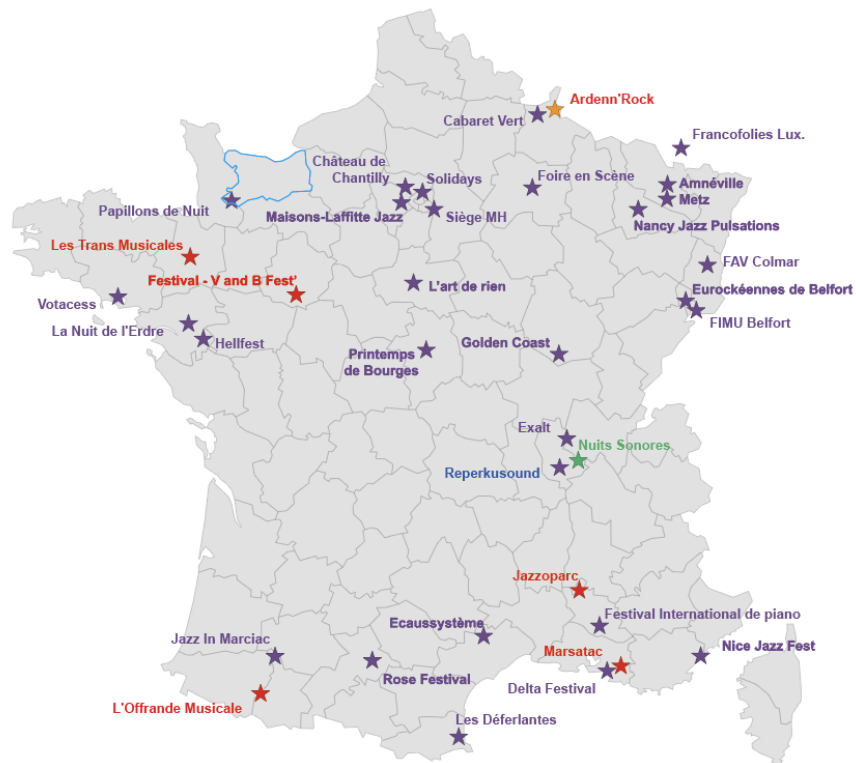 Ardenn'Rock
Cabaret Vert
Francofolies Lux.
Château de
Chantilly
Solidays
Foire en Scène
Amnéville
Metz
Papillons de Nuit
Maisons-Laffitte Jazz
Siège MH
Nancy Jazz Pulsations
Les Trans Musicales
FAV Colmar
Festival - V and B Fest'
L'art de rien
Eurockéennes de Belfort
Votacess
FIMU Belfort
La Nuit de l'Erdre
Hellfest
Golden Coast
Printemps
de Bourges
Exalt
Nuits Sonores
Reperkusound
Jazzoparc
Festival International de piano
Ecaussystème
Jazz In Marciac
Marsatac
Nice Jazz Fest
Rose Festival
Delta Festival
L'Offrande Musicale
Les Déferlantes